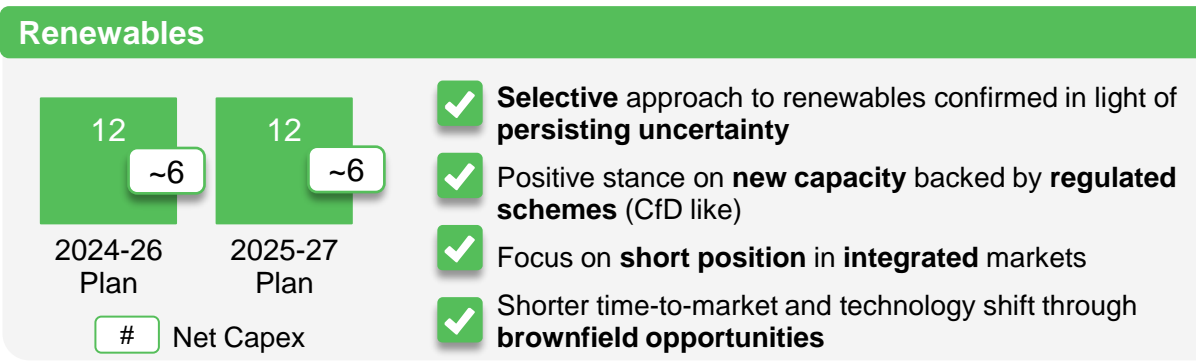 Renewables
12
~6
12
~6
2024-26
Plan
2025-27
Plan
# Net Capex
Selective approach to renewables confirmed in light of
persisting uncertainty
Positive stance on new capacity backed by regulated
schemes (CfD like)
Focus on short position in integrated markets
Shorter time-to-market and technology shift through
brownfield opportunities